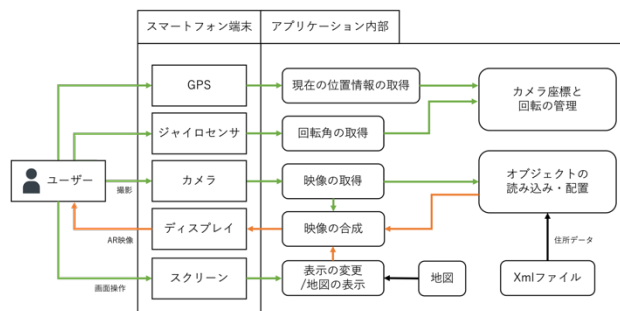 スマートフォン端末
アプリケーション内部
GPS
現在の位置情報の取得
カメラ座標と
回転の管理
ジャイロセンサ
回転角の取得
ユーザー
撮影
カメラ
映像の取得
オブジェクトの
読み込み・配置
AR映像
ディスプレイ
映像の合成
住所データ
画面操作
スクリーン
表示の変更
/地図の表示
地図
Xmlファイル